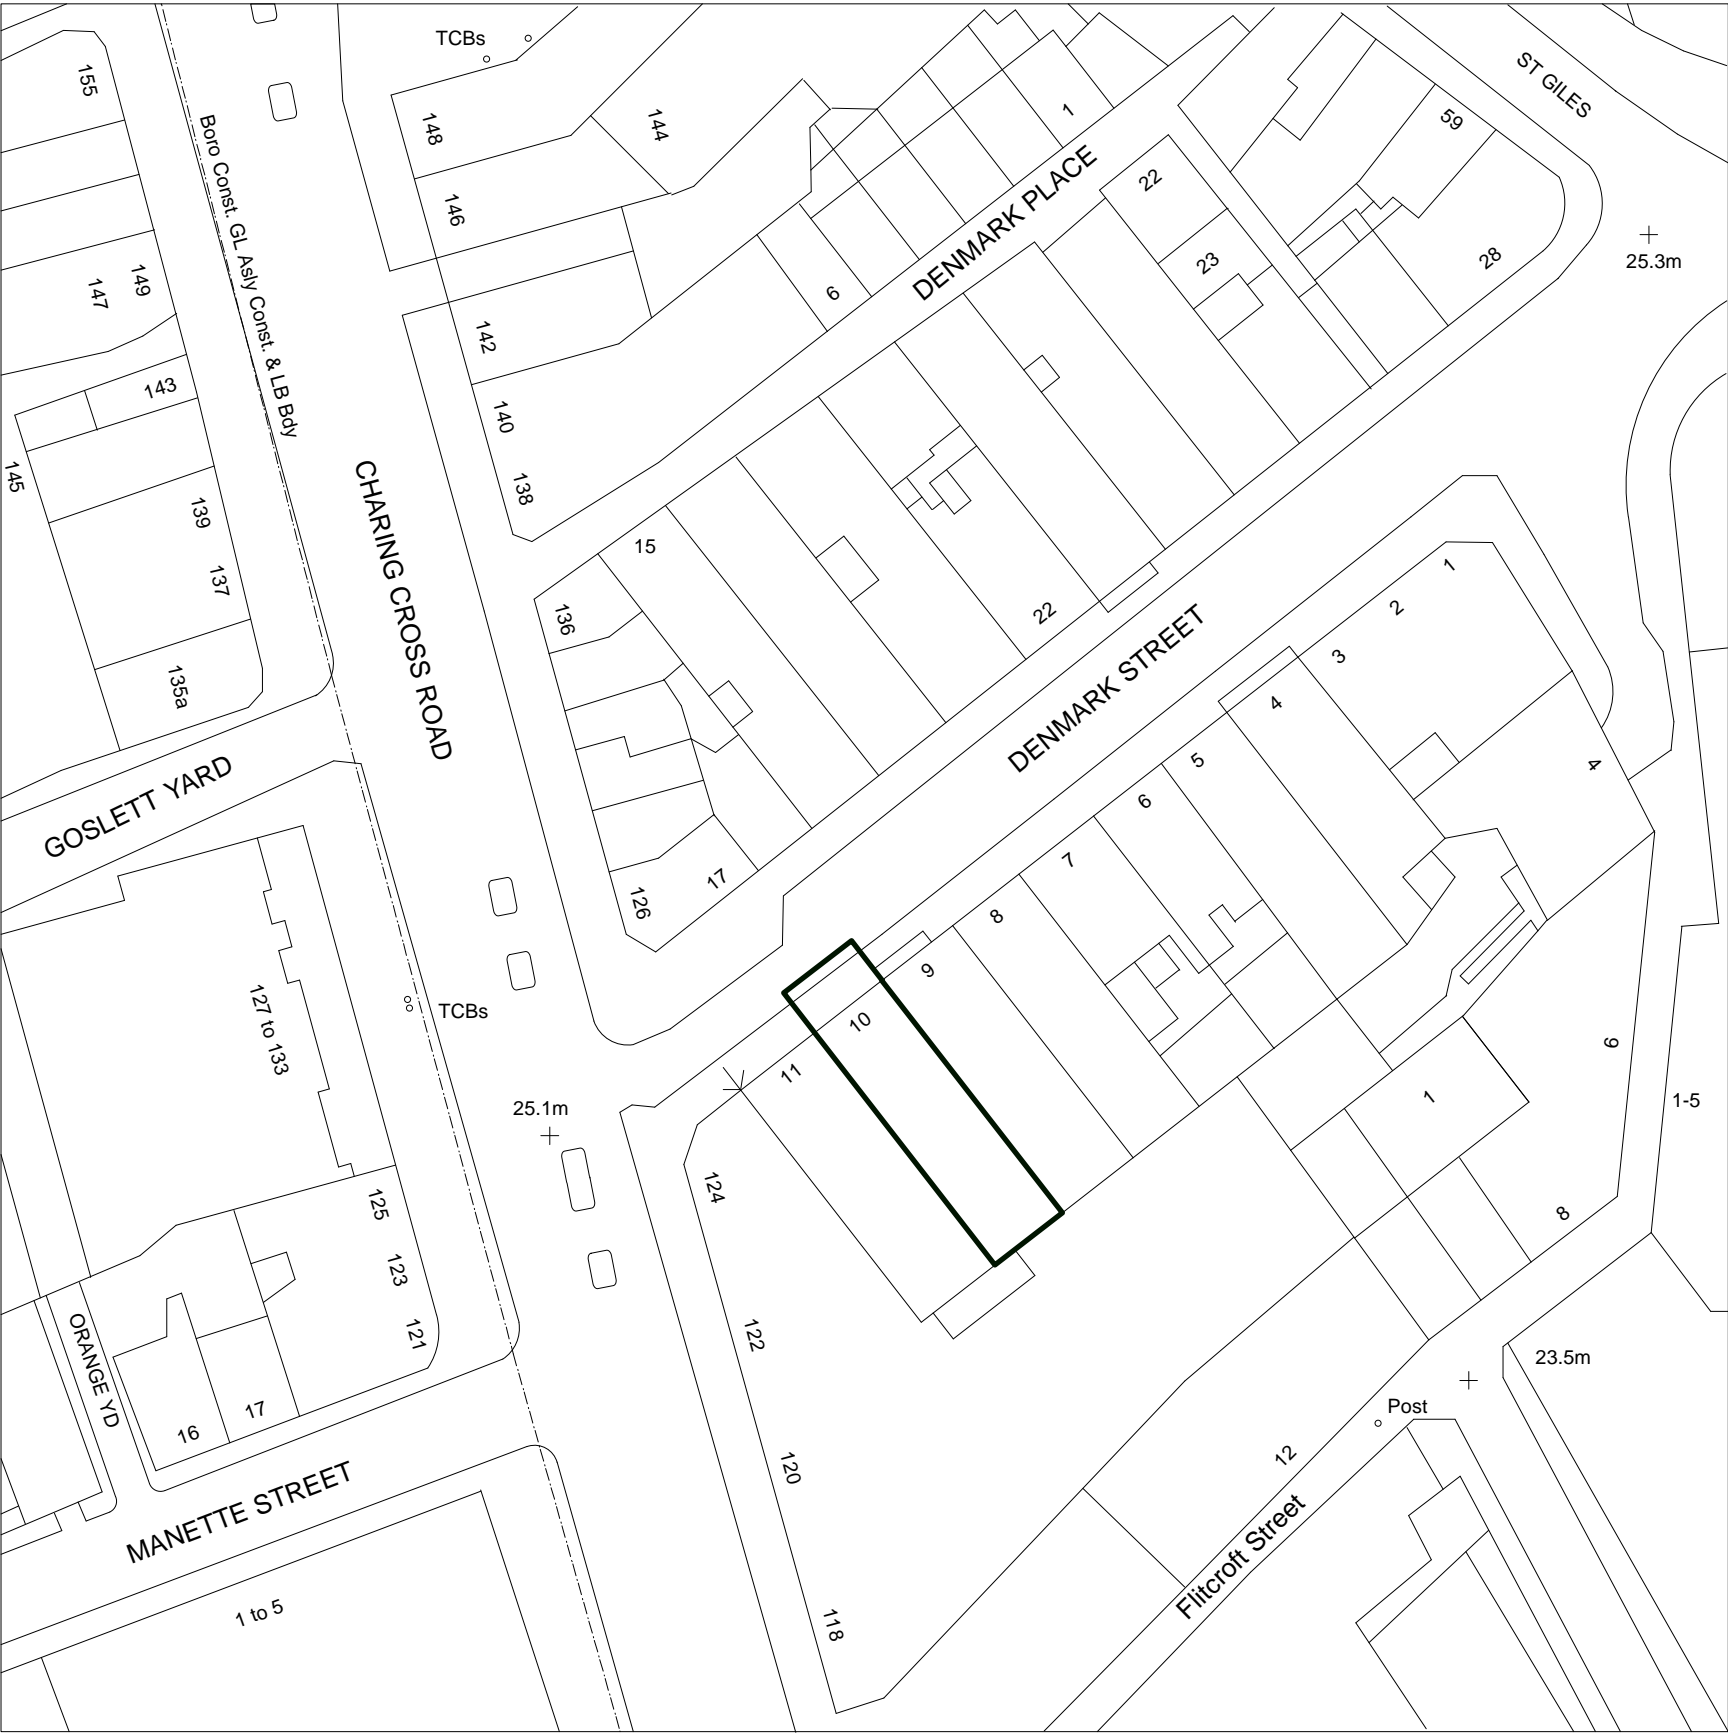 TCBs
155
148
144
1
ST GILES
59
Boro Const. GL Asly Const. & LB Bdy
146
22
DENMARK PLACE
25.3m
149
147
23
28
6
142
143
140
145
138
139
CHARING CROSS ROAD
15
137
136
22
1
2
3
DENMARK STREET
135a
4
5
4
GOSLETT YARD
6
7
17
126
8
9
127 to 133
TCBs
10
11
6
25.1m
1
1-5
124
125
8
123
122
121
ORANGE YD
23.5m
Post
17
16
12
120
MANETTE STREET
Flitcroft Street
1 to 5
118